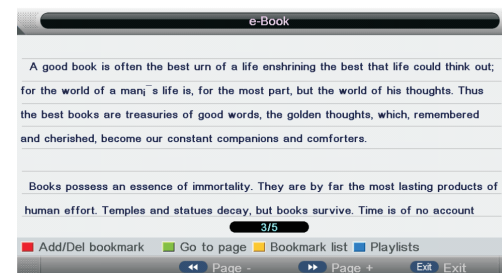 e-Book
A good book is often the best urn of a life enshrining the best that life could think out;
for the world of a man¡¯s life is, for the most part, but the world of his thoughts. Thus
the best books are treasuries of good words, the golden thoughts, which, remembered
and cherished, become our constant companions and comforters.
Books possess an essence of immortality. They are by far the most lasting products of
human effort. Temples and statues decay, but books survive. Time is of no account
3/5
Add/Del bookmark Go to page Bookmark list Playlists
Page - Page + Exit Exit